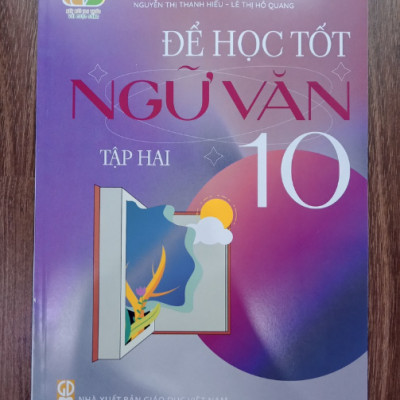 NGUYỄN THỊ THANH HIẾU – LÊ THỊ HỒ QUANG
ĐỂ HỌC TỐT
NGỮ VĂN
TẬP HAI
10
NHÀ XUẤT BẢN GIÁO DỤC VIỆT NAM